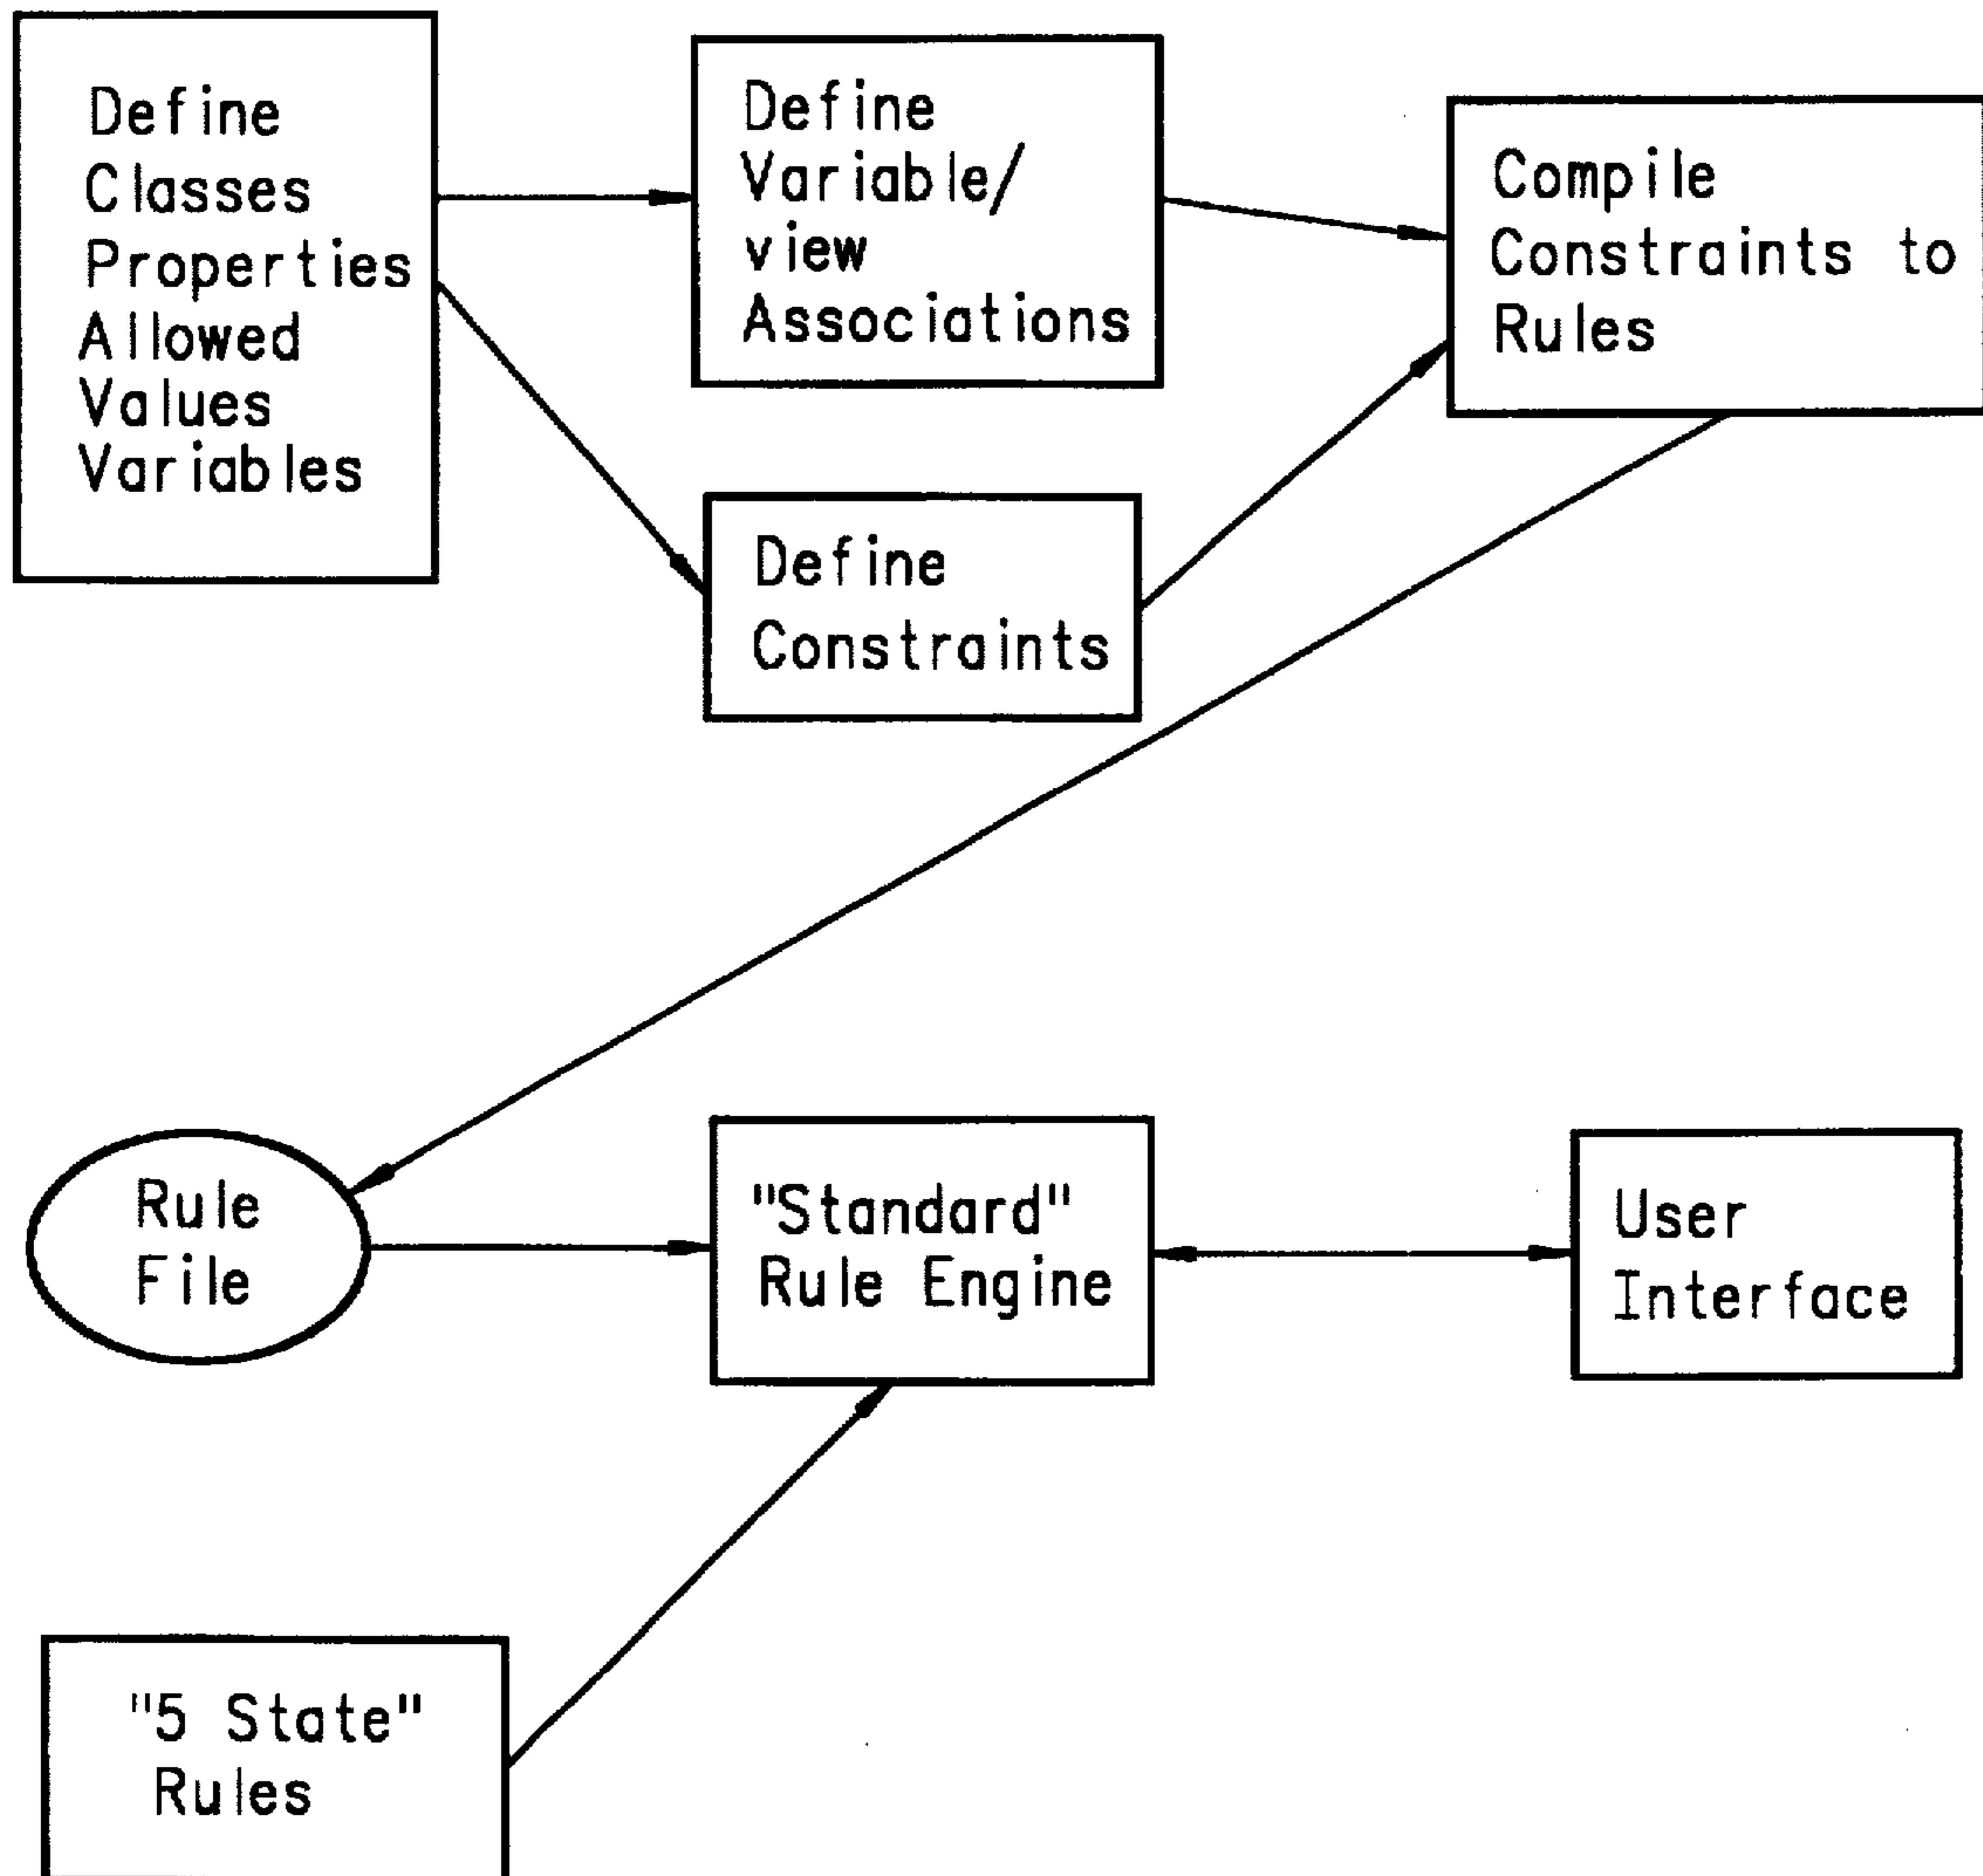 Define
Classes
Properties
Allowed
Values
Variables
Define
Variable/
view
Associations
Compile
Constraints to
Rules
Define
Constraints
Rule
File
"Standard"
Rule Engine
User
Interface
"5 State"
Rules